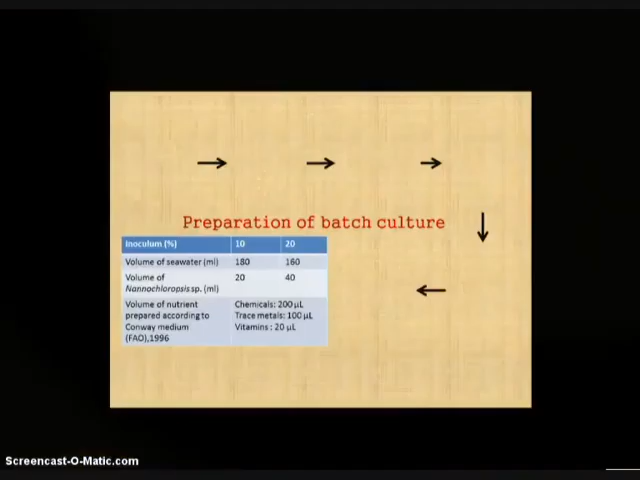 Preparation of batch culture
Inoculum (%) 10 20
Volume of seawater (ml) 180 160
Volume of 20 40
Nannochloropsis sp. (ml)
Volume of nutrient Chemicals: 200 µL
prepared according to Trace metals: 100 µL
Conway medium Vitamins : 20 µL
(FAO),1996
Screencast-O-Matic.com